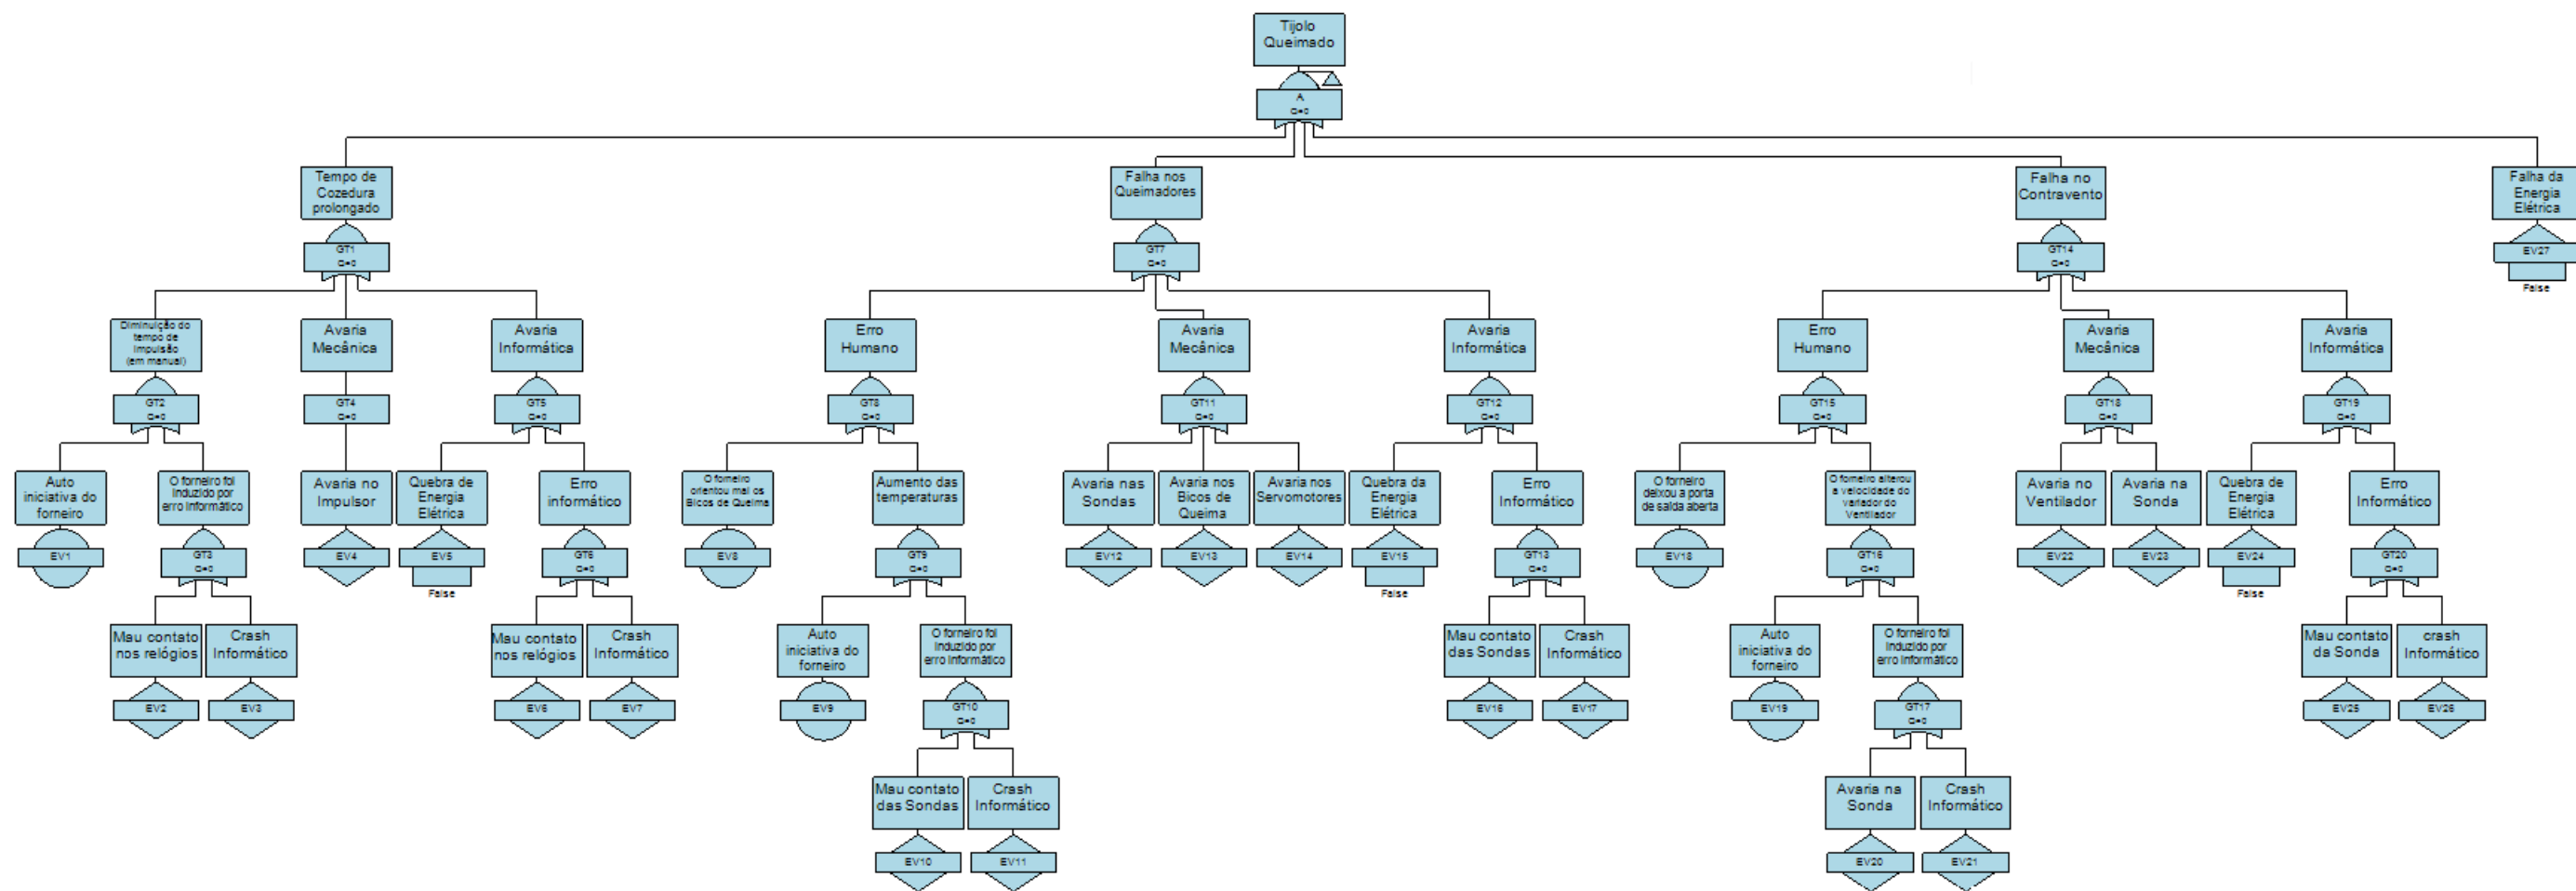 Tijolo
Queimado
A
Q=0
Tempo de
Cozedura
prolongado
GT1
Q=0
Falha nos
Queimadores
GT7
Q=0
Falha no
Contravento
GT14
Q=0
Falha da
Energia
Elétrica
EV27
False
Diminuição do
tempo de
Impulsão
(em manual)
GT2
Q=0
Avaria
Mecânica
GT4
Q=0
Avaria
Informática
GT5
Q=0
Erro
Humano
GT8
Q=0
Avaria
Mecânica
GT11
Q=0
Avaria
Informática
GT12
Q=0
Erro
Humano
GT15
Q=0
Avaria
Mecânica
GT18
Q=0
Avaria
Informática
GT19
Q=0
Auto
iniciativa do
forneiro
EV1
O forneiro foi
Induzido por
erro Informático
GT3
Q=0
Avaria no
Impulsor
EV4
Quebra de
Energia
Elétrica
EV5
False
Erro
informático
GT6
Q=0
O forneiro
orientou mal os
Bicos de Queima
EV8
Aumento das
temperaturas
GT9
Q=0
Avaria nas
Sondas
EV12
Avaria nos
Bicos de
Queima
EV13
Avaria nos
Servomotores
EV14
Quebra da
Energia
Elétrica
EV15
False
Erro
Informático
GT13
Q=0
O forneiro
deixou a porta
de saída aberta
EV18
O forneiro alterou
a velocidade do
variador do
Ventilador
GT16
Q=0
Avaria no
Ventilador
EV22
Avaria na
Sonda
EV23
Quebra de
Energia
Elétrica
EV24
False
Erro
Informático
GT20
Q=0
Mau contato
nos relógios
EV2
Crash
Informático
EV3
Mau contato
nos relógios
EV6
Crash
Informático
EV7
Auto
iniciativa do
forneiro
EV9
O forneiro foi
Induzido por
erro Informático
GT10
Q=0
Mau contato
das Sondas
EV16
Crash
Informático
EV17
Auto
iniciativa do
forneiro
EV19
O forneiro foi
Induzido por
erro Informático
GT17
Q=0
Mau contato
da Sonda
EV25
crash
Informático
EV26
Mau contato
das Sondas
EV10
Crash
Informático
EV11
Avaria na
Sonda
EV20
Crash
Informático
EV21